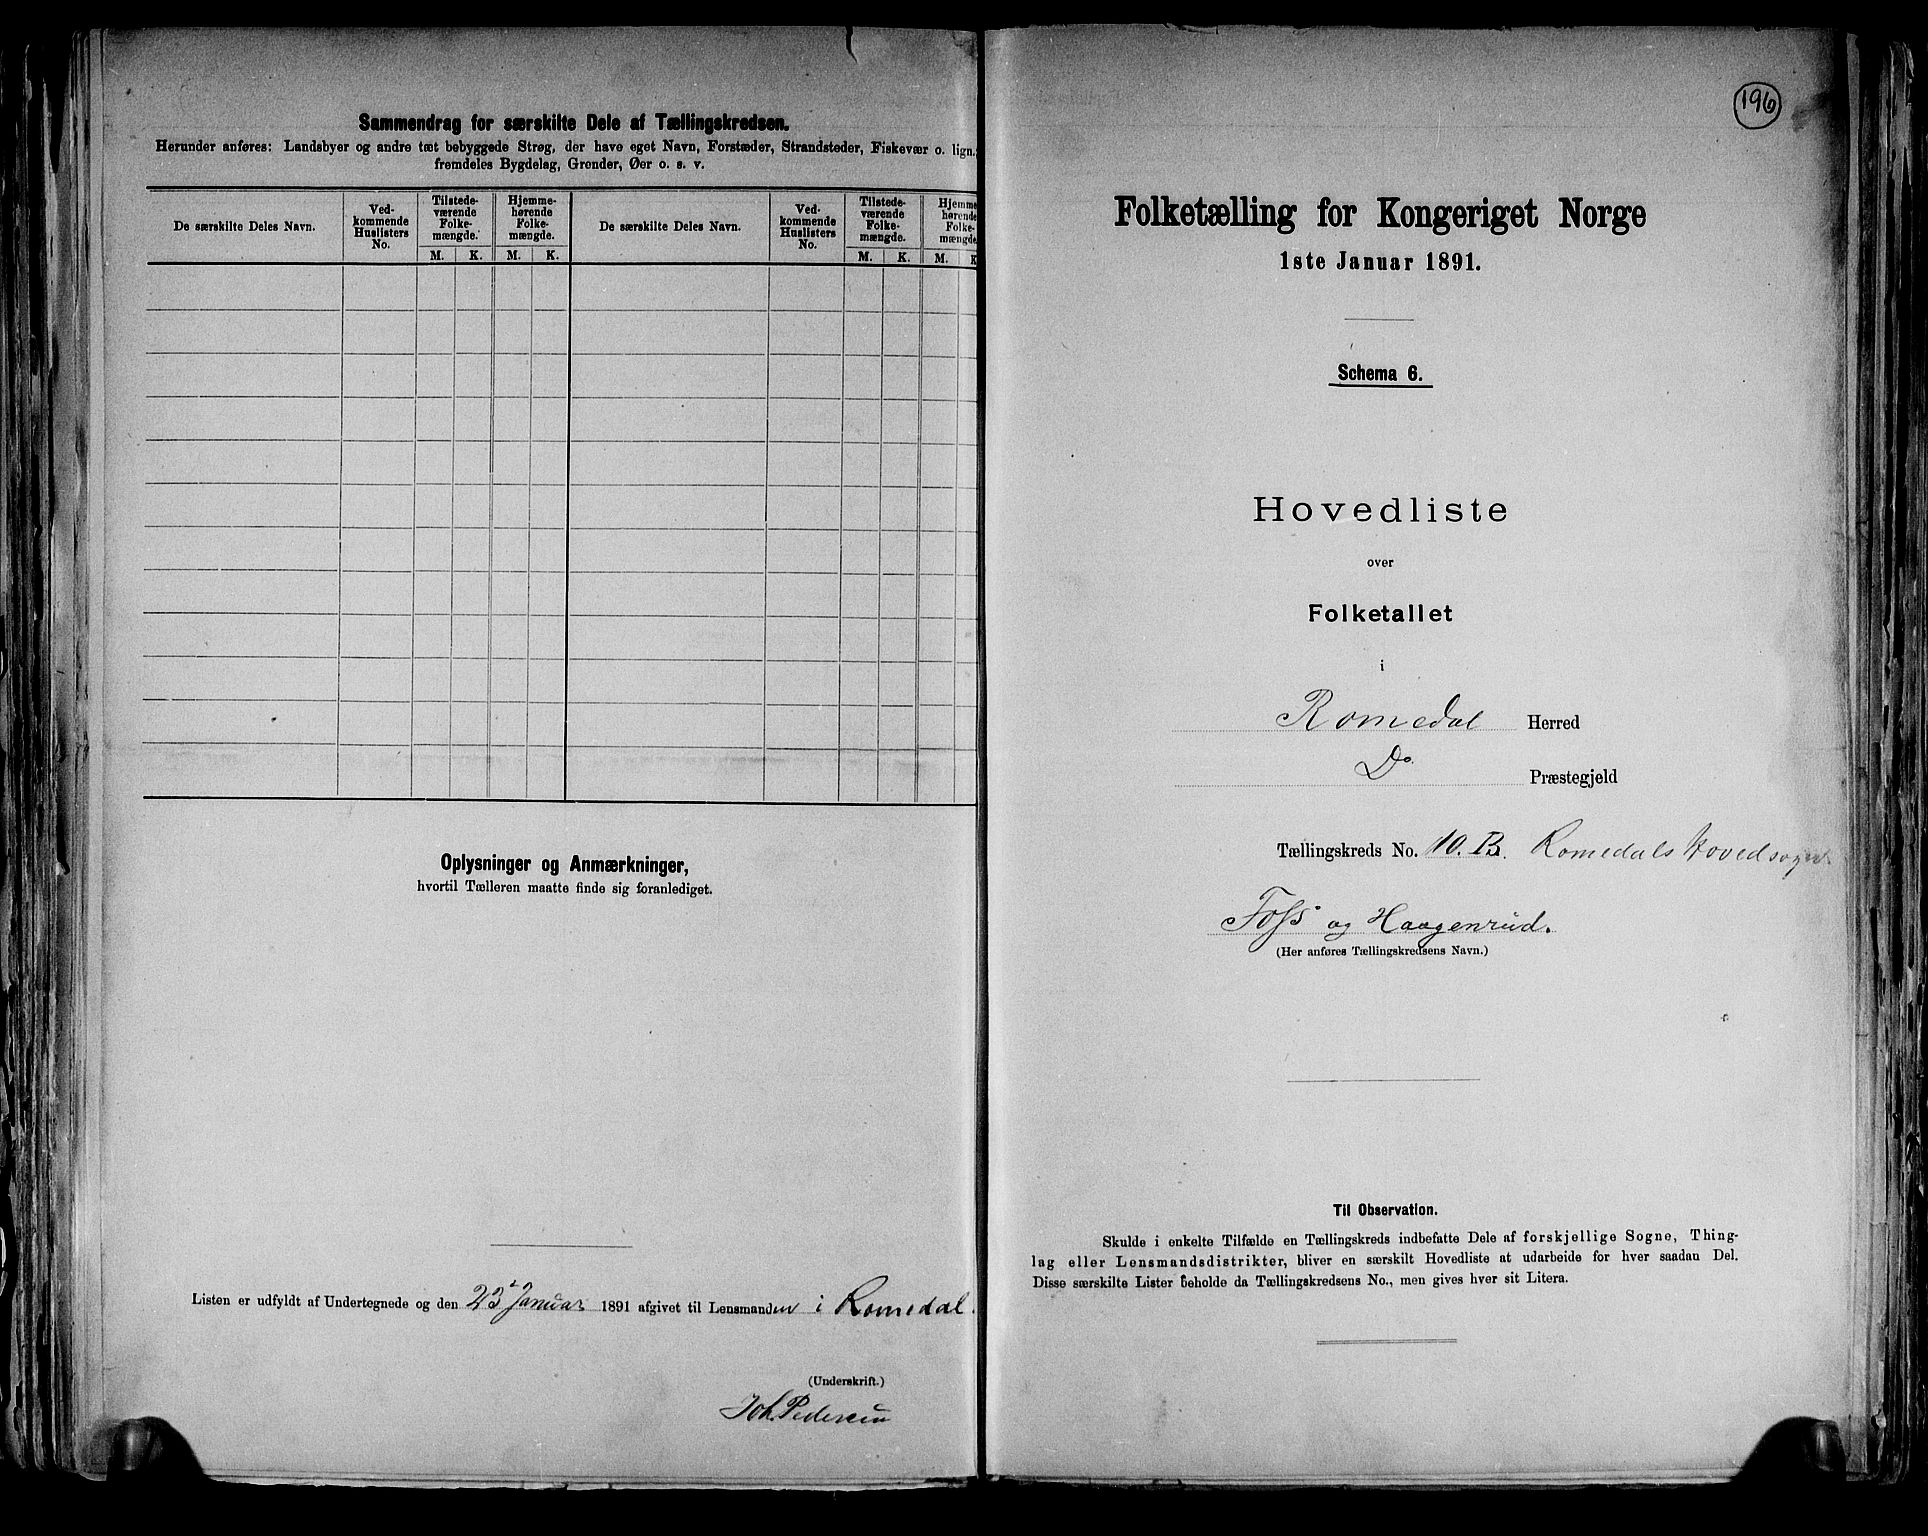 Sammendrag for særskilte Dele af Tællingskredsen.
Herunder anføres: Landsbyer og andre tæt bebyggede Strøg, der have eget Navn, Forstæder, Strandsteder, Fiskevær o. lign.;
fremdeles Bygdelag, Grender, Øer o. s. v.
De særskilte Deles Navn.
Ved-
kommende
Huslisters
No.
Tilstede-
værende
Folke-
mængde.
M. K.
Hjemme-
hørende
Folke-
mængde.
M. K.
De særskilte Deles Navn.
Ved-
kommende
Huslisters
No.
Tilstede-
værende
Folke-
mængde.
M. K.
Hjemme
hørende
Folke-
mængde.
M. K
Oplysninger og Anmærkninger,
hvortil Tælleren maatte finde sig foranlediget.
Listen er udfyldt af Undertegnede og den 23 Januar 1891 afgivet til Lensmanden i Romedal.
(Underskrift.)
Joh. Pedersen
196
Folketælling for Kongeriget Norge
1ste Januar 1891.
Schema 6.
Hovedliste
over
Folketallet
i
Romedal Herred
Do Præstegjeld
Tællingskreds No. 10. B. Romedals Hovedsogn
Foss og Haagenrud.
(Her anføres Tællingskredsens Navn.)
Til Observation.
Skulde i enkelte Tilfælde en Tællingskreds indbefatte Dele af forskjellige Sogne, Thing-
lag eller Lensmandsdistrikter, bliver en særskilt Hovedliste at udarbeide for hver saadan Del.
Disse særskilte Lister beholde da Tællingskredsens No., men gives hver sit Litera.